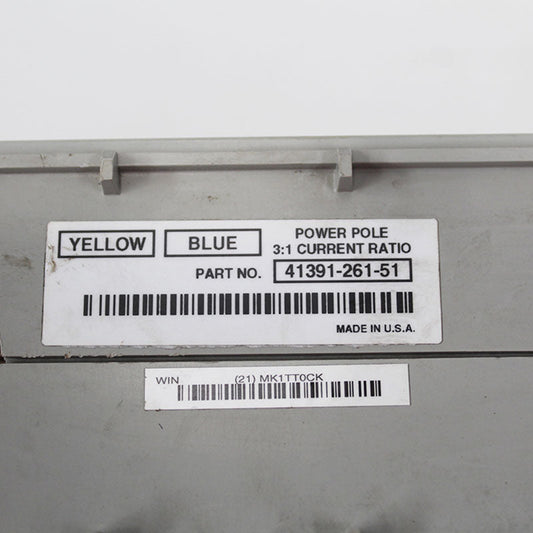 YELLOW BLUE POWER POLE
3:1 CURRENT RATIO
PART NO. 41391-261-51
MADE IN U.S.A.
WIN (21) MK1TT0CK